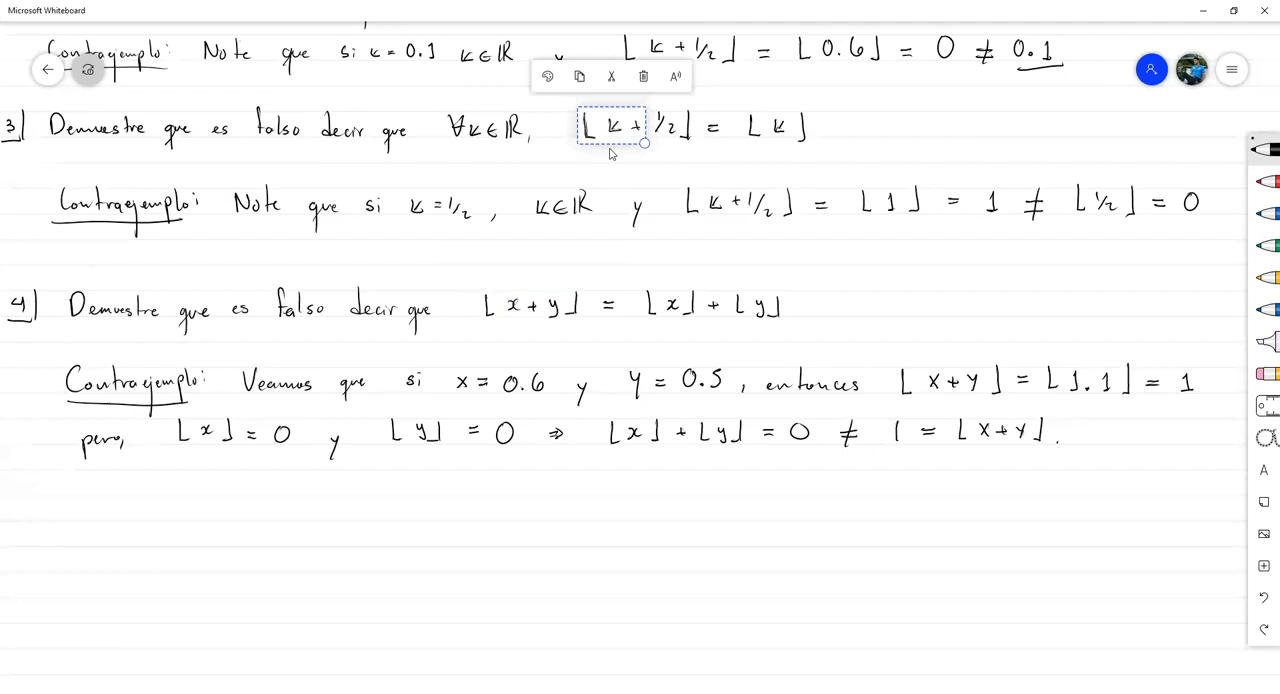 Microsoft Whiteboard
Contraejemplo: Note que si k = 0.1 k∈ℝ y ⌊k + 1/2⌋ = ⌊0.6⌋ = 0 ≠ 0.1
3| Demuestre que es falso decir que ∀k∈ℝ, ⌊k + 1/2⌋ = ⌊k⌋
Contraejemplo: Note que si k = 1/2, k∈ℝ y ⌊k + 1/2⌋ = ⌊1⌋ = 1 ≠ ⌊1/2⌋ = 0
4| Demuestre que es falso decir que ⌊x + y⌋ = ⌊x⌋ + ⌊y⌋
Contraejemplo: Veamos que si x = 0.6 y y = 0.5, entonces ⌊x + y⌋ = ⌊1.1⌋ = 1
pero, ⌊x⌋ = 0 y ⌊y⌋ = 0 ⇒ ⌊x⌋ + ⌊y⌋ = 0 ≠ 1 = ⌊x + y⌋.